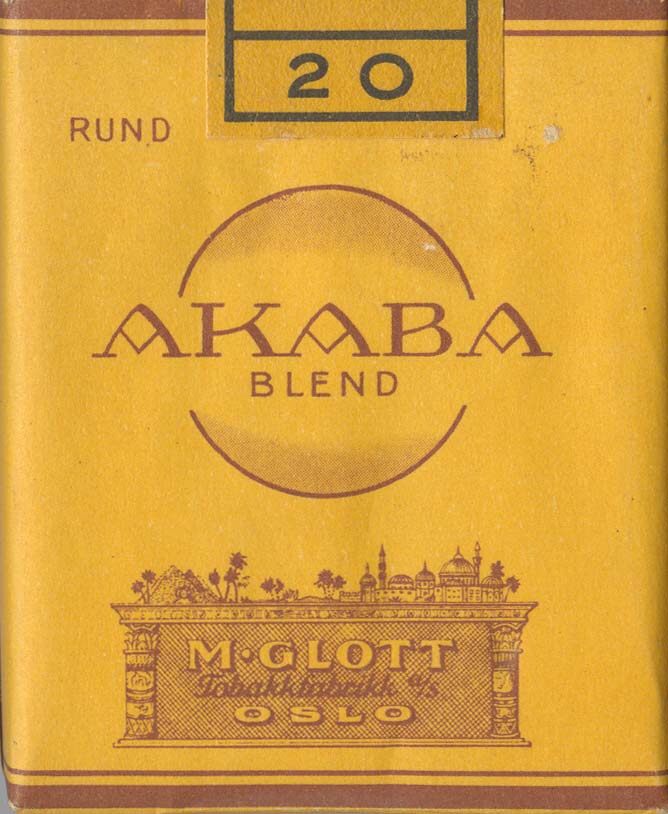 20
RUND
AKABA
BLEND
M·GLOTT
Tobakkfabrikk a/s
OSLO